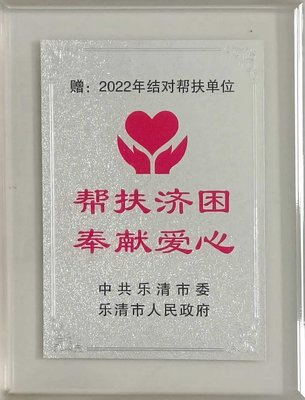 赠：2022年结对帮扶单位
帮扶济困
奉献爱心
中共乐清市委
乐清市人民政府